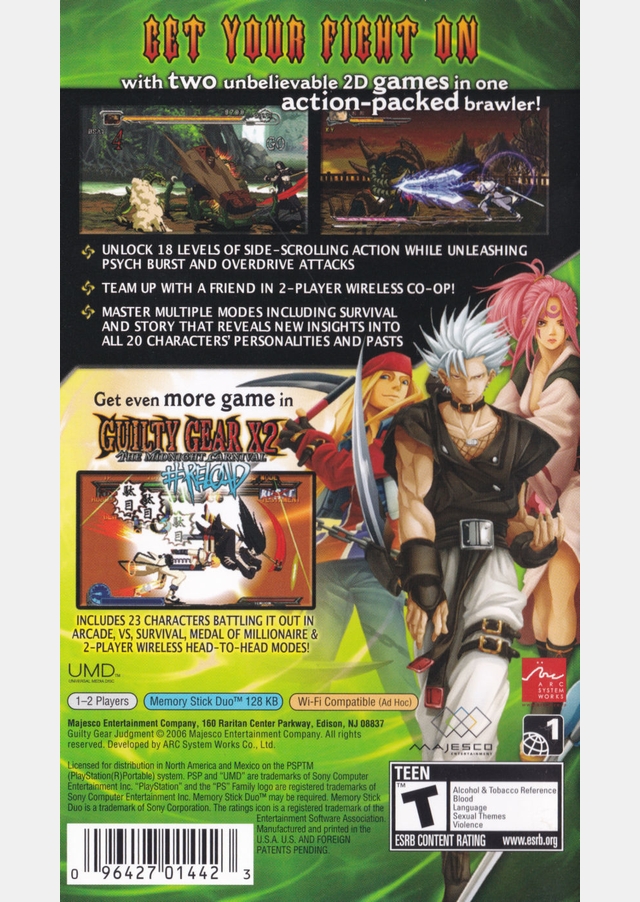 GET YOUR FIGHT ON
with two unbelievable 2D games in one
action-packed brawler!
UNLOCK 18 LEVELS OF SIDE-SCROLLING ACTION WHILE UNLEASHING
PSYCH BURST AND OVERDRIVE ATTACKS
TEAM UP WITH A FRIEND IN 2-PLAYER WIRELESS CO-OP!
MASTER MULTIPLE MODES INCLUDING SURVIVAL
AND STORY THAT REVEALS NEW INSIGHTS INTO
ALL 20 CHARACTERS' PERSONALITIES AND PASTS
Get even more game in
GUILTY GEAR X2
THE MIDNIGHT CARNIVAL
#RELOAD
駄目
駄目
駄目
INCLUDES 23 CHARACTERS BATTLING IT OUT IN
ARCADE, VS, SURVIVAL, MEDAL OF MILLIONAIRE &
2-PLAYER WIRELESS HEAD-TO-HEAD MODES!
UMD™
UNIVERSAL MEDIA DISC
1–2 Players
Memory Stick Duo™ 128 KB
Wi-Fi Compatible (Ad Hoc)
ARC
SYSTEM
WORKS
Majesco Entertainment Company, 160 Raritan Center Parkway, Edison, NJ 08837
Guilty Gear Judgment © 2006 Majesco Entertainment Company. All rights
reserved. Developed by ARC System Works Co., Ltd.
MAJESCO
ENTERTAINMENT
1
Licensed for distribution in North America and Mexico on the PSPTM
(PlayStation(R)Portable) system. PSP and "UMD" are trademarks of Sony Computer
Entertainment Inc. "PlayStation" and the "PS" Family logo are registered trademarks of
Sony Computer Entertainment Inc. Memory Stick Duo™ may be required. Memory Stick
Duo is a trademark of Sony Corporation. The ratings icon is a registered trademark of the
Entertainment Software Association.
Manufactured and printed in the
U.S.A. U.S. AND FOREIGN
PATENTS PENDING.
TEEN
T
TM
Alcohol & Tobacco Reference
Blood
Language
Sexual Themes
Violence
ESRB CONTENT RATING www.esrb.org
0 96427 01442 3